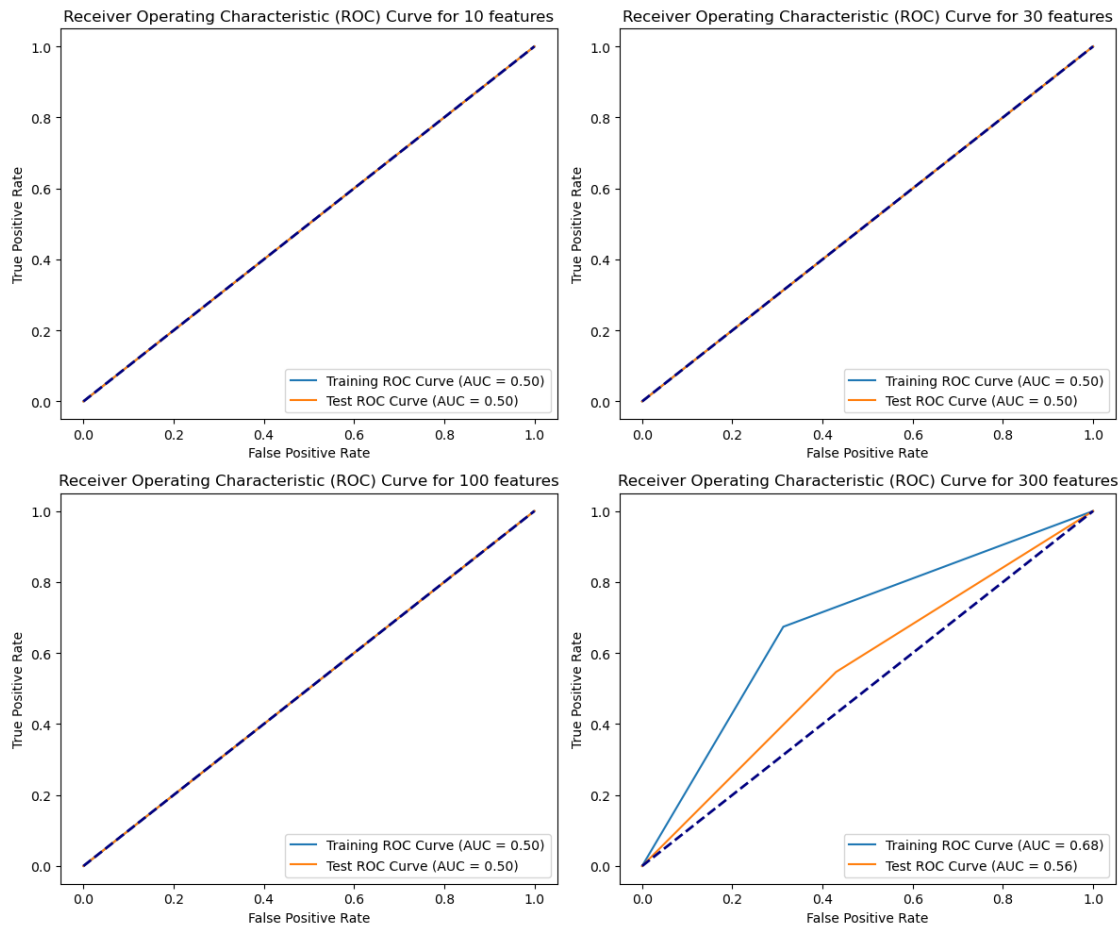 Receiver Operating Characteristic (ROC) Curve for 10 features
1.0
0.8
0.6
0.4
0.2
0.0
True Positive Rate
Training ROC Curve (AUC = 0.50)
Test ROC Curve (AUC = 0.50)
0.0 0.2 0.4 0.6 0.8 1.0
False Positive Rate
Receiver Operating Characteristic (ROC) Curve for 30 features
1.0
0.8
0.6
0.4
0.2
0.0
True Positive Rate
Training ROC Curve (AUC = 0.50)
Test ROC Curve (AUC = 0.50)
0.0 0.2 0.4 0.6 0.8 1.0
False Positive Rate
Receiver Operating Characteristic (ROC) Curve for 100 features
1.0
0.8
0.6
0.4
0.2
0.0
True Positive Rate
Training ROC Curve (AUC = 0.50)
Test ROC Curve (AUC = 0.50)
0.0 0.2 0.4 0.6 0.8 1.0
False Positive Rate
Receiver Operating Characteristic (ROC) Curve for 300 features
1.0
0.8
0.6
0.4
0.2
0.0
True Positive Rate
Training ROC Curve (AUC = 0.68)
Test ROC Curve (AUC = 0.56)
0.0 0.2 0.4 0.6 0.8 1.0
False Positive Rate